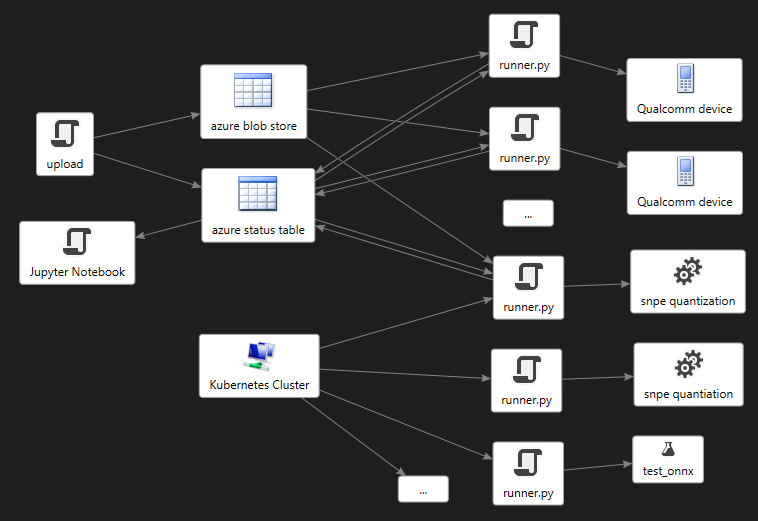 runner.py
Qualcomm device
azure blob store
upload
runner.py
Qualcomm device
azure status table
...
Jupyter Notebook
runner.py
snpe quantization
Kubernetes Cluster
runner.py
snpe quantiation
runner.py
test_onnx
...